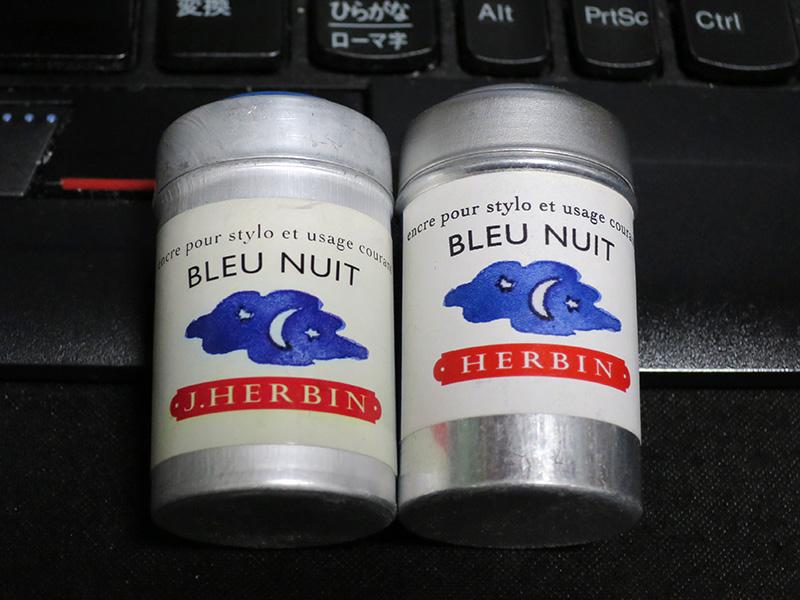 変換
ひらがな
ローマ字
Alt
PrtSc
Ctrl
encre pour stylo et usage couran
BLEU NUIT
J.HERBIN
encre pour stylo et usage coura
BLEU NUIT
HERBIN